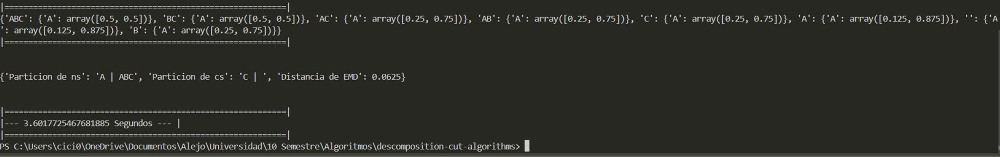 |===========================================================|
{'ABC': {'A': array([0.5, 0.5])}, 'BC': {'A': array([0.5, 0.5])}, 'AC': {'A': array([0.25, 0.75])}, 'AB': {'A': array([0.25, 0.75])}, 'C': {'A': array([0.25, 0.75])}, 'A': {'A': array([0.125, 0.875])}, '': {'A
': array([0.125, 0.875])}, 'B': {'A': array([0.25, 0.75])}}
|===========================================================|
{'Particion de ns': 'A | ABC', 'Particion de cs': 'C | ', 'Distancia de EMD': 0.0625}
|===========================================================|
|--- 3.6017725467681885 Segundos --- |
|===========================================================|
PS C:\Users\cici0\OneDrive\Documentos\Alejo\Universidad\10 Semestre\Algoritmos\descomposition-cut-algorithms>